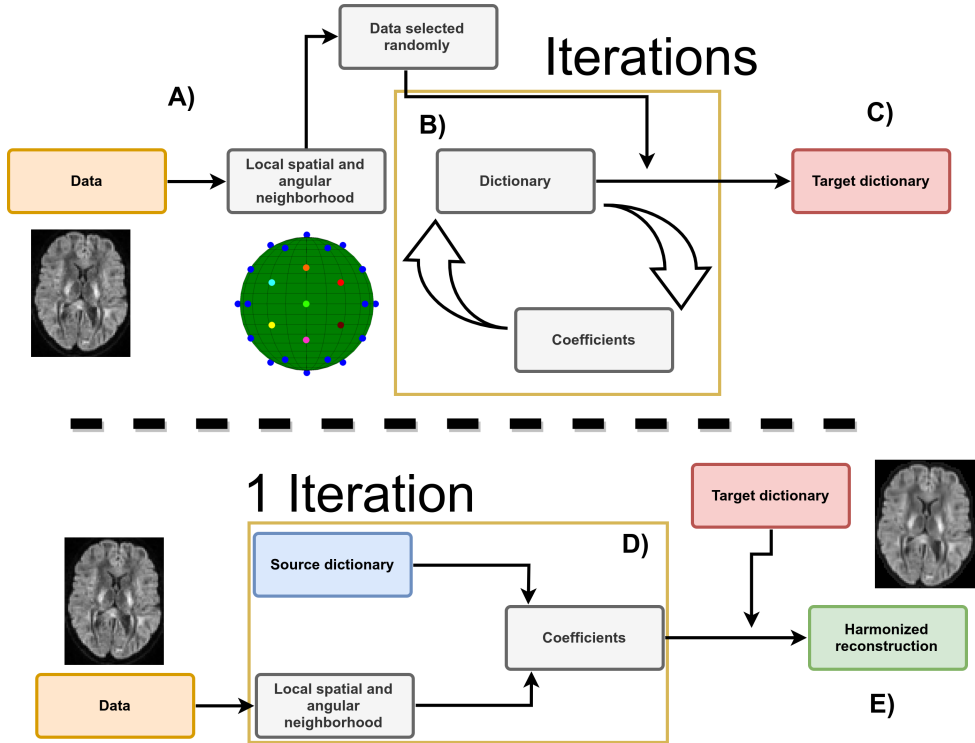 Data selected
randomly
Iterations
A)
B)
C)
Data
Local spatial and
angular
neighborhood
Dictionary
Target dictionary
Coefficients
1 Iteration
Target dictionary
D)
Source dictionary
Coefficients
Harmonized
reconstruction
Data
Local spatial and
angular
neighborhood
E)